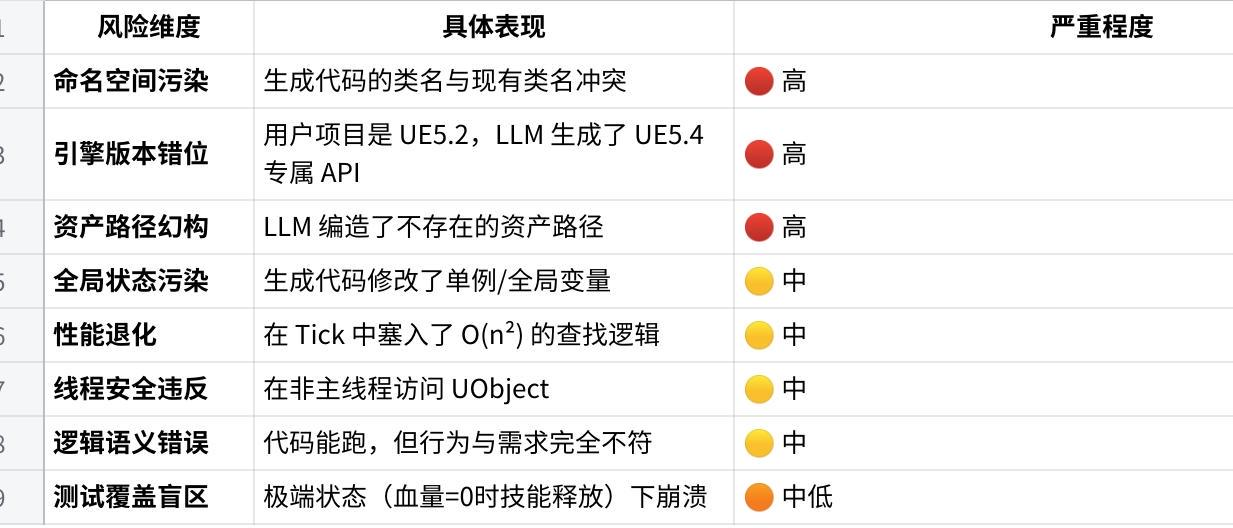 风险维度 具体表现 严重程度
2 命名空间污染 生成代码的类名与现有类名冲突 高
用户项目是 UE5.2，LLM 生成了 UE5.4
3 引擎版本错位 高
专属 API
4 资产路径幻构 LLM 编造了不存在的资产路径 高
5 全局状态污染 生成代码修改了单例/全局变量 中
6 性能退化 在 Tick 中塞入了 O(n²) 的查找逻辑 中
7 线程安全违反 在非主线程访问 UObject 中
8 逻辑语义错误 代码能跑，但行为与需求完全不符 中
9 测试覆盖盲区 极端状态（血量=0时技能释放）下崩溃 中低